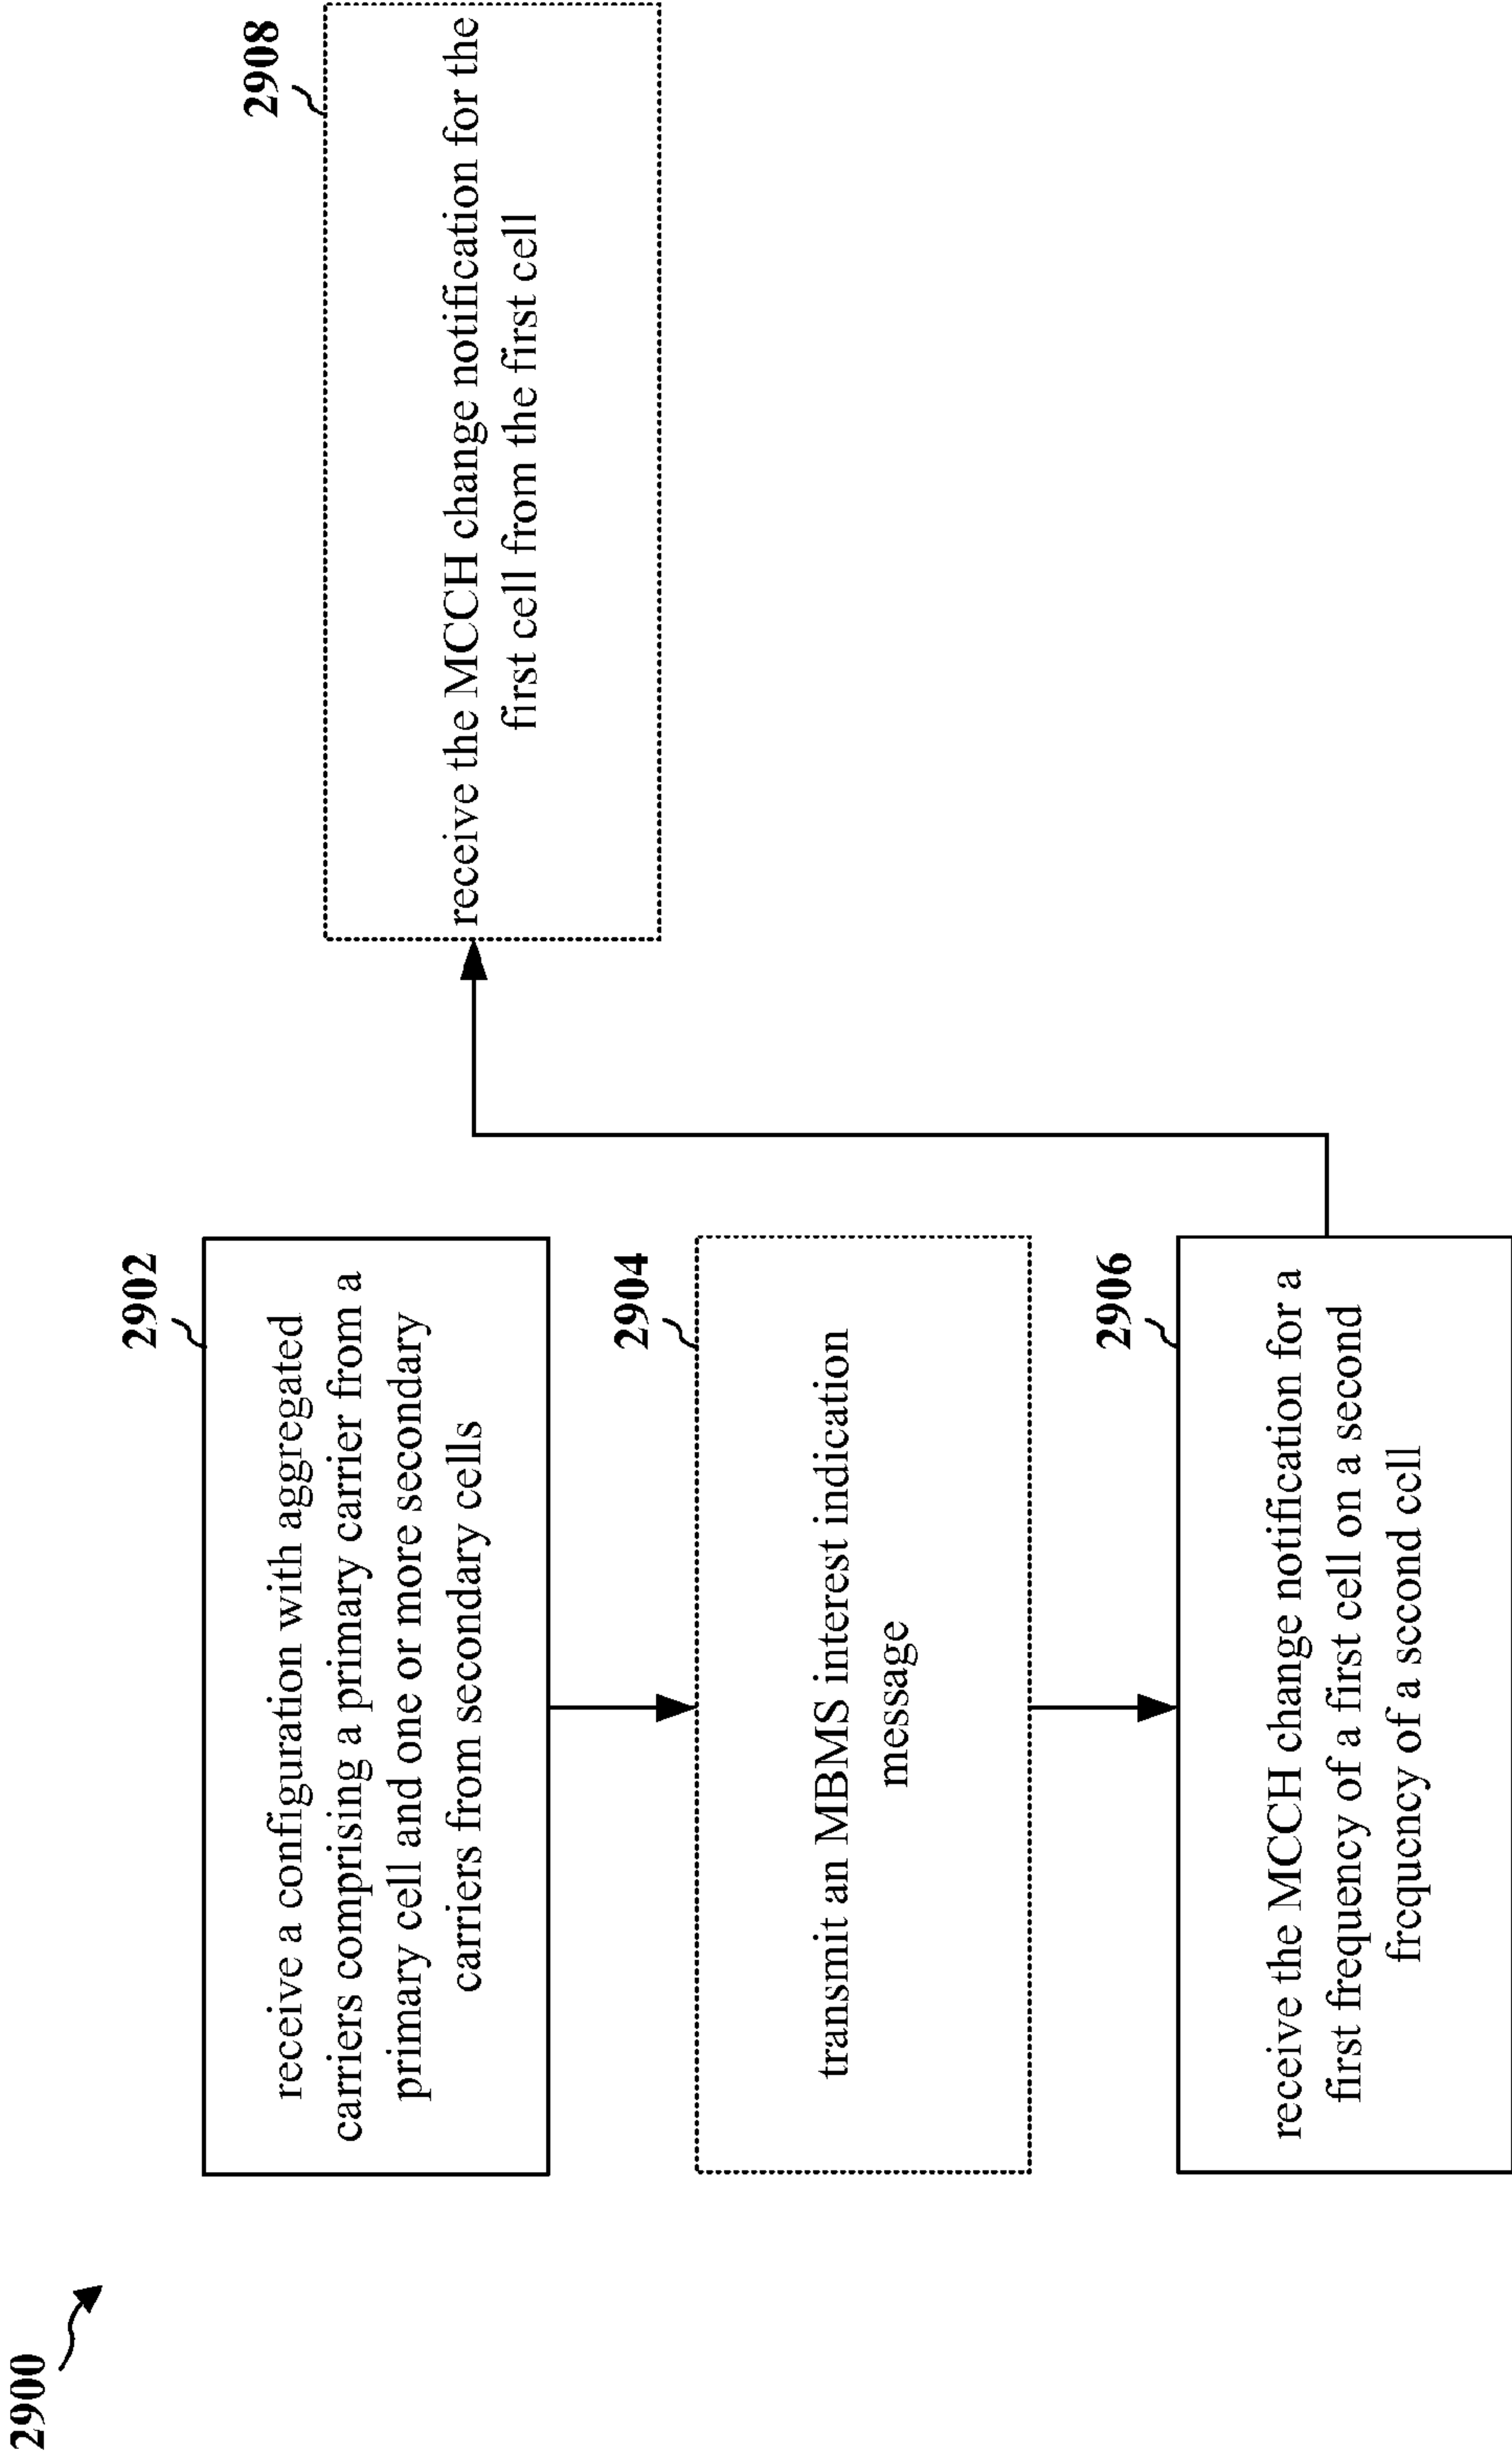 2900
2902
receive a configuration with aggregated
carriers comprising a primary carrier from a
primary cell and one or more secondary
carriers from secondary cells
2904
transmit an MBMS interest indication
message
2906
receive the MCCH change notification for a
first frequency of a first cell on a second
frequency of a second cell
2908
receive the MCCH change notification for the
first cell from the first cell